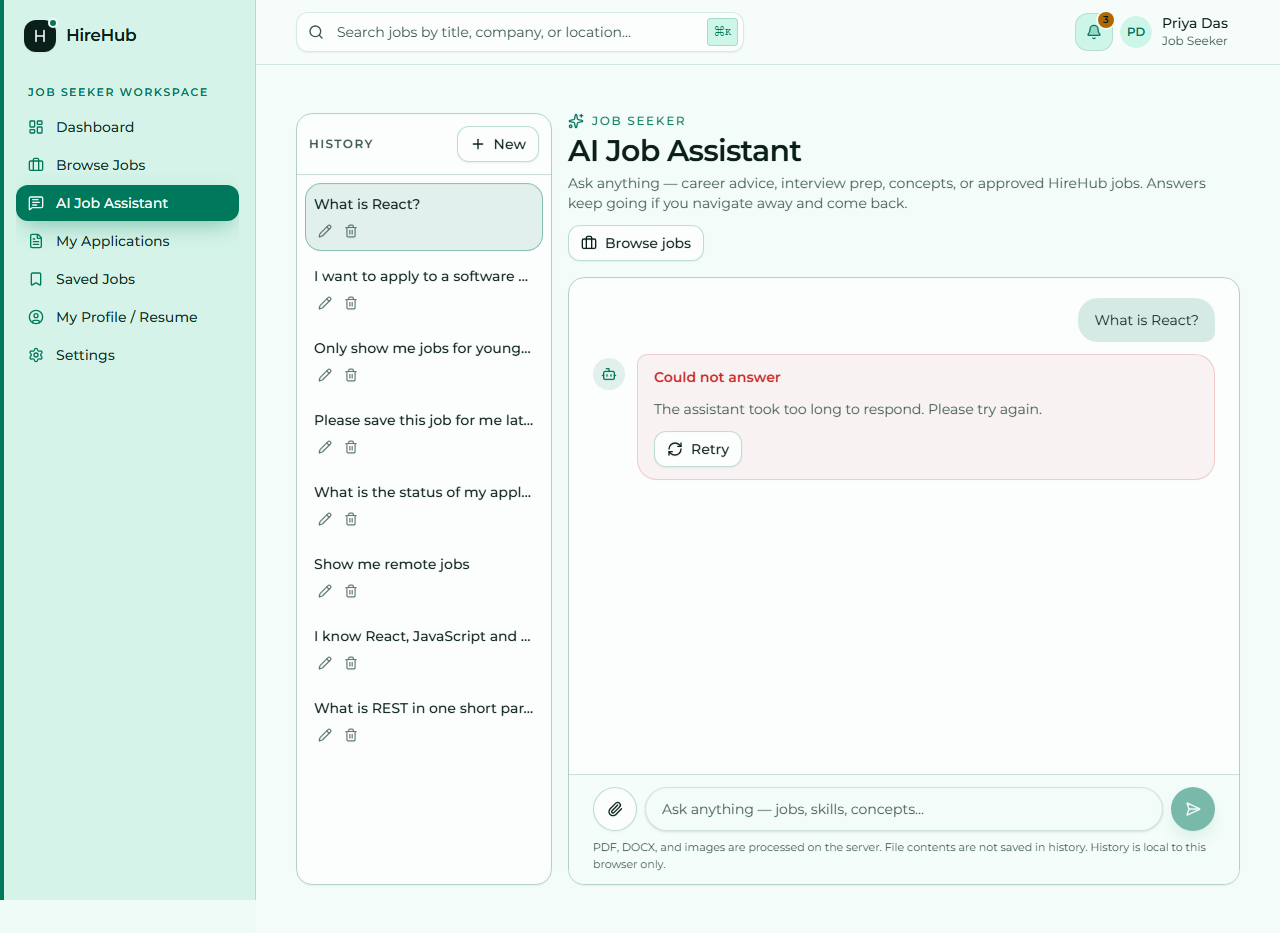 H
HireHub
JOB SEEKER WORKSPACE
Dashboard
Browse Jobs
AI Job Assistant
My Applications
Saved Jobs
My Profile / Resume
Settings
Search jobs by title, company, or location...
⌘K
3
PD
Priya Das
Job Seeker
HISTORY
New
What is React?
I want to apply to a software ...
Only show me jobs for young...
Please save this job for me lat...
What is the status of my appl...
Show me remote jobs
I know React, JavaScript and ...
What is REST in one short par...
JOB SEEKER
AI Job Assistant
Ask anything — career advice, interview prep, concepts, or approved HireHub jobs. Answers
keep going if you navigate away and come back.
Browse jobs
What is React?
Could not answer
The assistant took too long to respond. Please try again.
Retry
Ask anything — jobs, skills, concepts...
PDF, DOCX, and images are processed on the server. File contents are not saved in history. History is local to this
browser only.